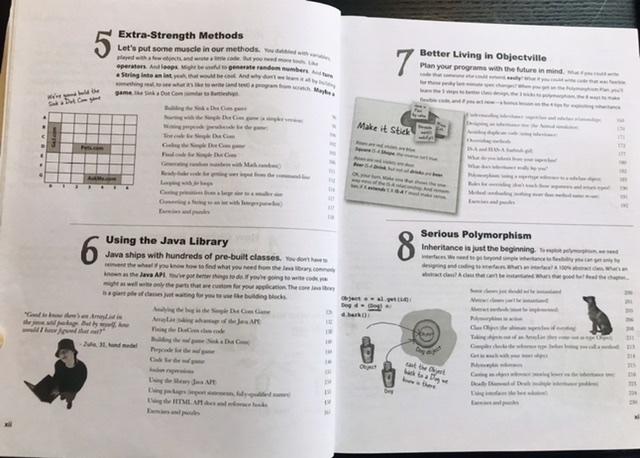 5 Extra-Strength Methods
Let's put some muscle in our methods. You dabbled with variables,
played with a few objects, and wrote a little code. But you need more tools. Like
operators. And loops. Might be useful to generate random numbers. And turn
a String into an int, yeah, that would be cool. And why don't we learn it all by building
something real, to see what it's like to write (and test) a program from scratch. Maybe a
game, like Sink a Dot Com (similar to Battleship).
We're gonna build the
Sink a Dot Com game
Go2.com
Pets.com
AskMe.com
0 1 2 3 4 5 6
Building the Sink a Dot Com game 96
Starting with the Simple Dot Com game (a simpler version)
Writing prepcode (pseudocode for the game)
Test code for Simple Dot Com
Coding the Simple Dot Com game
Final code for Simple Dot Com
Generating random numbers with Math.random()
Ready-bake code for getting user input from the command-line
Looping with for loops
Casting primitives from a large size to a smaller size 117
Converting a String to an int with Integer.parseInt()
Exercises and puzzles 118
6 Using the Java Library
Java ships with hundreds of pre-built classes. You don't have to
reinvent the wheel if you know how to find what you need from the Java library, commonly
known as the Java API. You've got better things to do. If you're going to write code, you
might as well write only the parts that are custom for your application. The core Java library
is a giant pile of classes just waiting for you to use like building blocks.
"Good to know there's an ArrayList in
the java.util package. But by myself, how
would I have figured that out?"
- Julia, 31, hand model
Analying the bug in the Simple Dot Com Game 126
ArrayList (taking advantage of the Java API) 132
Fixing the DotCom class code 138
Building the real game (Sink a Dot Com) 140
Prepcode for the real game 144
Code for the real game 146
boolean expressions 151
Using the library (Java API) 154
Using packages (import statements, fully-qualified names) 155
Using the HTML API docs and reference books 158
Exercises and puzzles 161
xii
7 Better Living in Objectville
Plan your programs with the future in mind. What if you could write
code that someone else could extend, easily? What if you could write code that was flexible
for those pesky last-minute spec changes? When you get on the Polymorphism Plan, you'll
learn the 5 steps to better class design, the 3 tricks to polymorphism, the 8 ways to make
flexible code, and if you act now—a bonus lesson on the 4 tips for exploiting inheritance
Make it Stick
Roses are red, violets are blue.
Square is-a Shape, the reverse isn't true.
Roses are red, violets are dear.
Beer is-a Drink, but not all drinks are beer.
OK, your turn. Make one that shows the one-
way-ness of the IS-A relationship. And remem-
ber, if X extends Y, X IS-A Y must make sense.
Understanding inheritance (superclass and subclass relationships) 168
Designing an inheritance tree (the Animal simulation) 170
Avoiding duplicate code (using inheritance) 171
Overriding methods 172
IS-A and HAS-A (bathtub girl) 177
What do you inherit from your superclass? 180
What does inheritance really buy you? 182
Polymorphism (using a supertype reference to a subclass object) 183
Rules for overriding (don't touch those arguments and return types!) 190
Method overloading (nothing more than method name re-use) 191
Exercises and puzzles 192
8 Serious Polymorphism
Inheritance is just the beginning. To exploit polymorphism, we need
interfaces. We need to go beyond simple inheritance to flexibility you can get only by
designing and coding to interfaces. What's an interface? A 100% abstract class. What's an
abstract class? A class that can't be instantiated. What's that good for? Read the chapter...
Object o = al.get(id);
Dog d = (Dog) o;
d.bark();
Object
Dog
Dog object
cast the Object
back to a Dog we
know is there.
Some classes just should not be instantiated 200
Abstract classes (can't be instantiated)
Abstract methods (must be implemented)
Polymorphism in action
Class Object (the ultimate superclass of everything)
Taking objects out of an ArrayList (they come out as type Object) 211
Compiler checks the reference type (before letting you call a method) 213
Get in touch with your inner object 214
Polymorphic references 215
Casting an object reference (moving lower on the inheritance tree) 216
Deadly Diamond of Death (multiple inheritance problem) 223
Using interfaces (the best solution!) 224
Exercises and puzzles 230